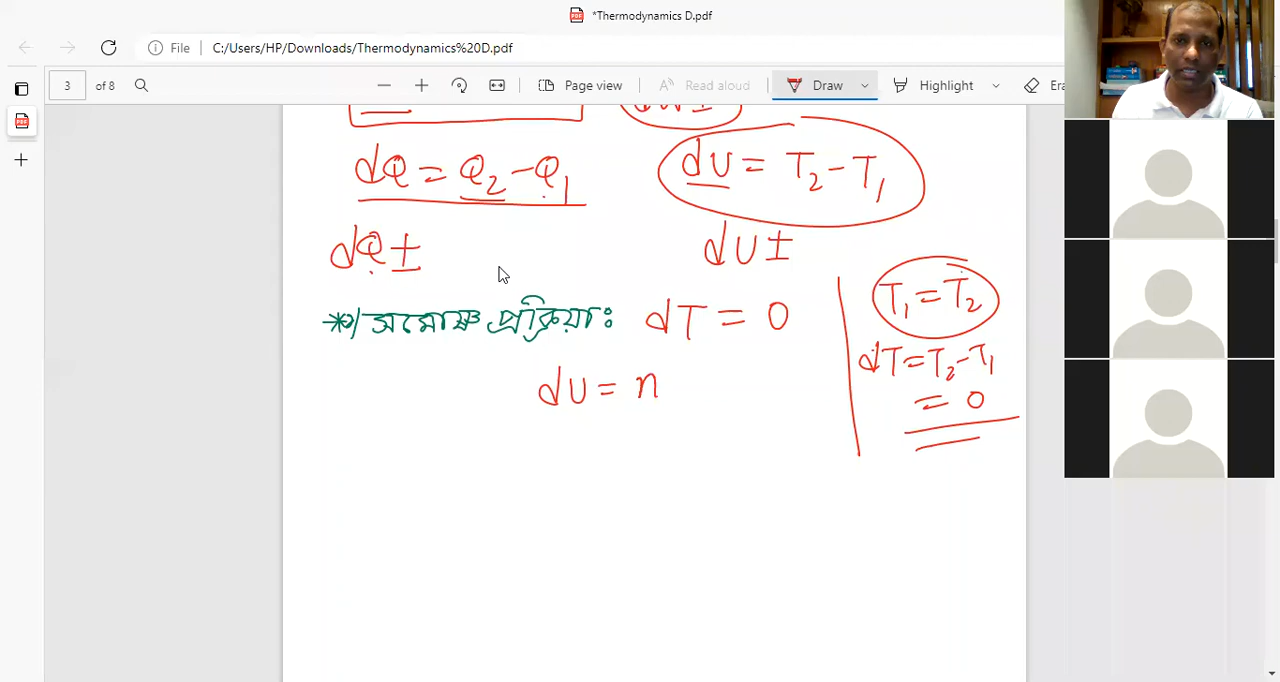 *Thermodynamics D.pdf
File C:/Users/HP/Downloads/Thermodynamics%20D.pdf
3 of 8 Page view Read aloud Draw Highlight Era
dQ = Q₂ - Q₁ dU = T₂ - T₁
dQ ± dU ±
*/ সমোষ্ণ প্রক্রিয়াঃ dT = 0
T₁ = T₂
dT = T₂ - T₁
= 0
dU = n